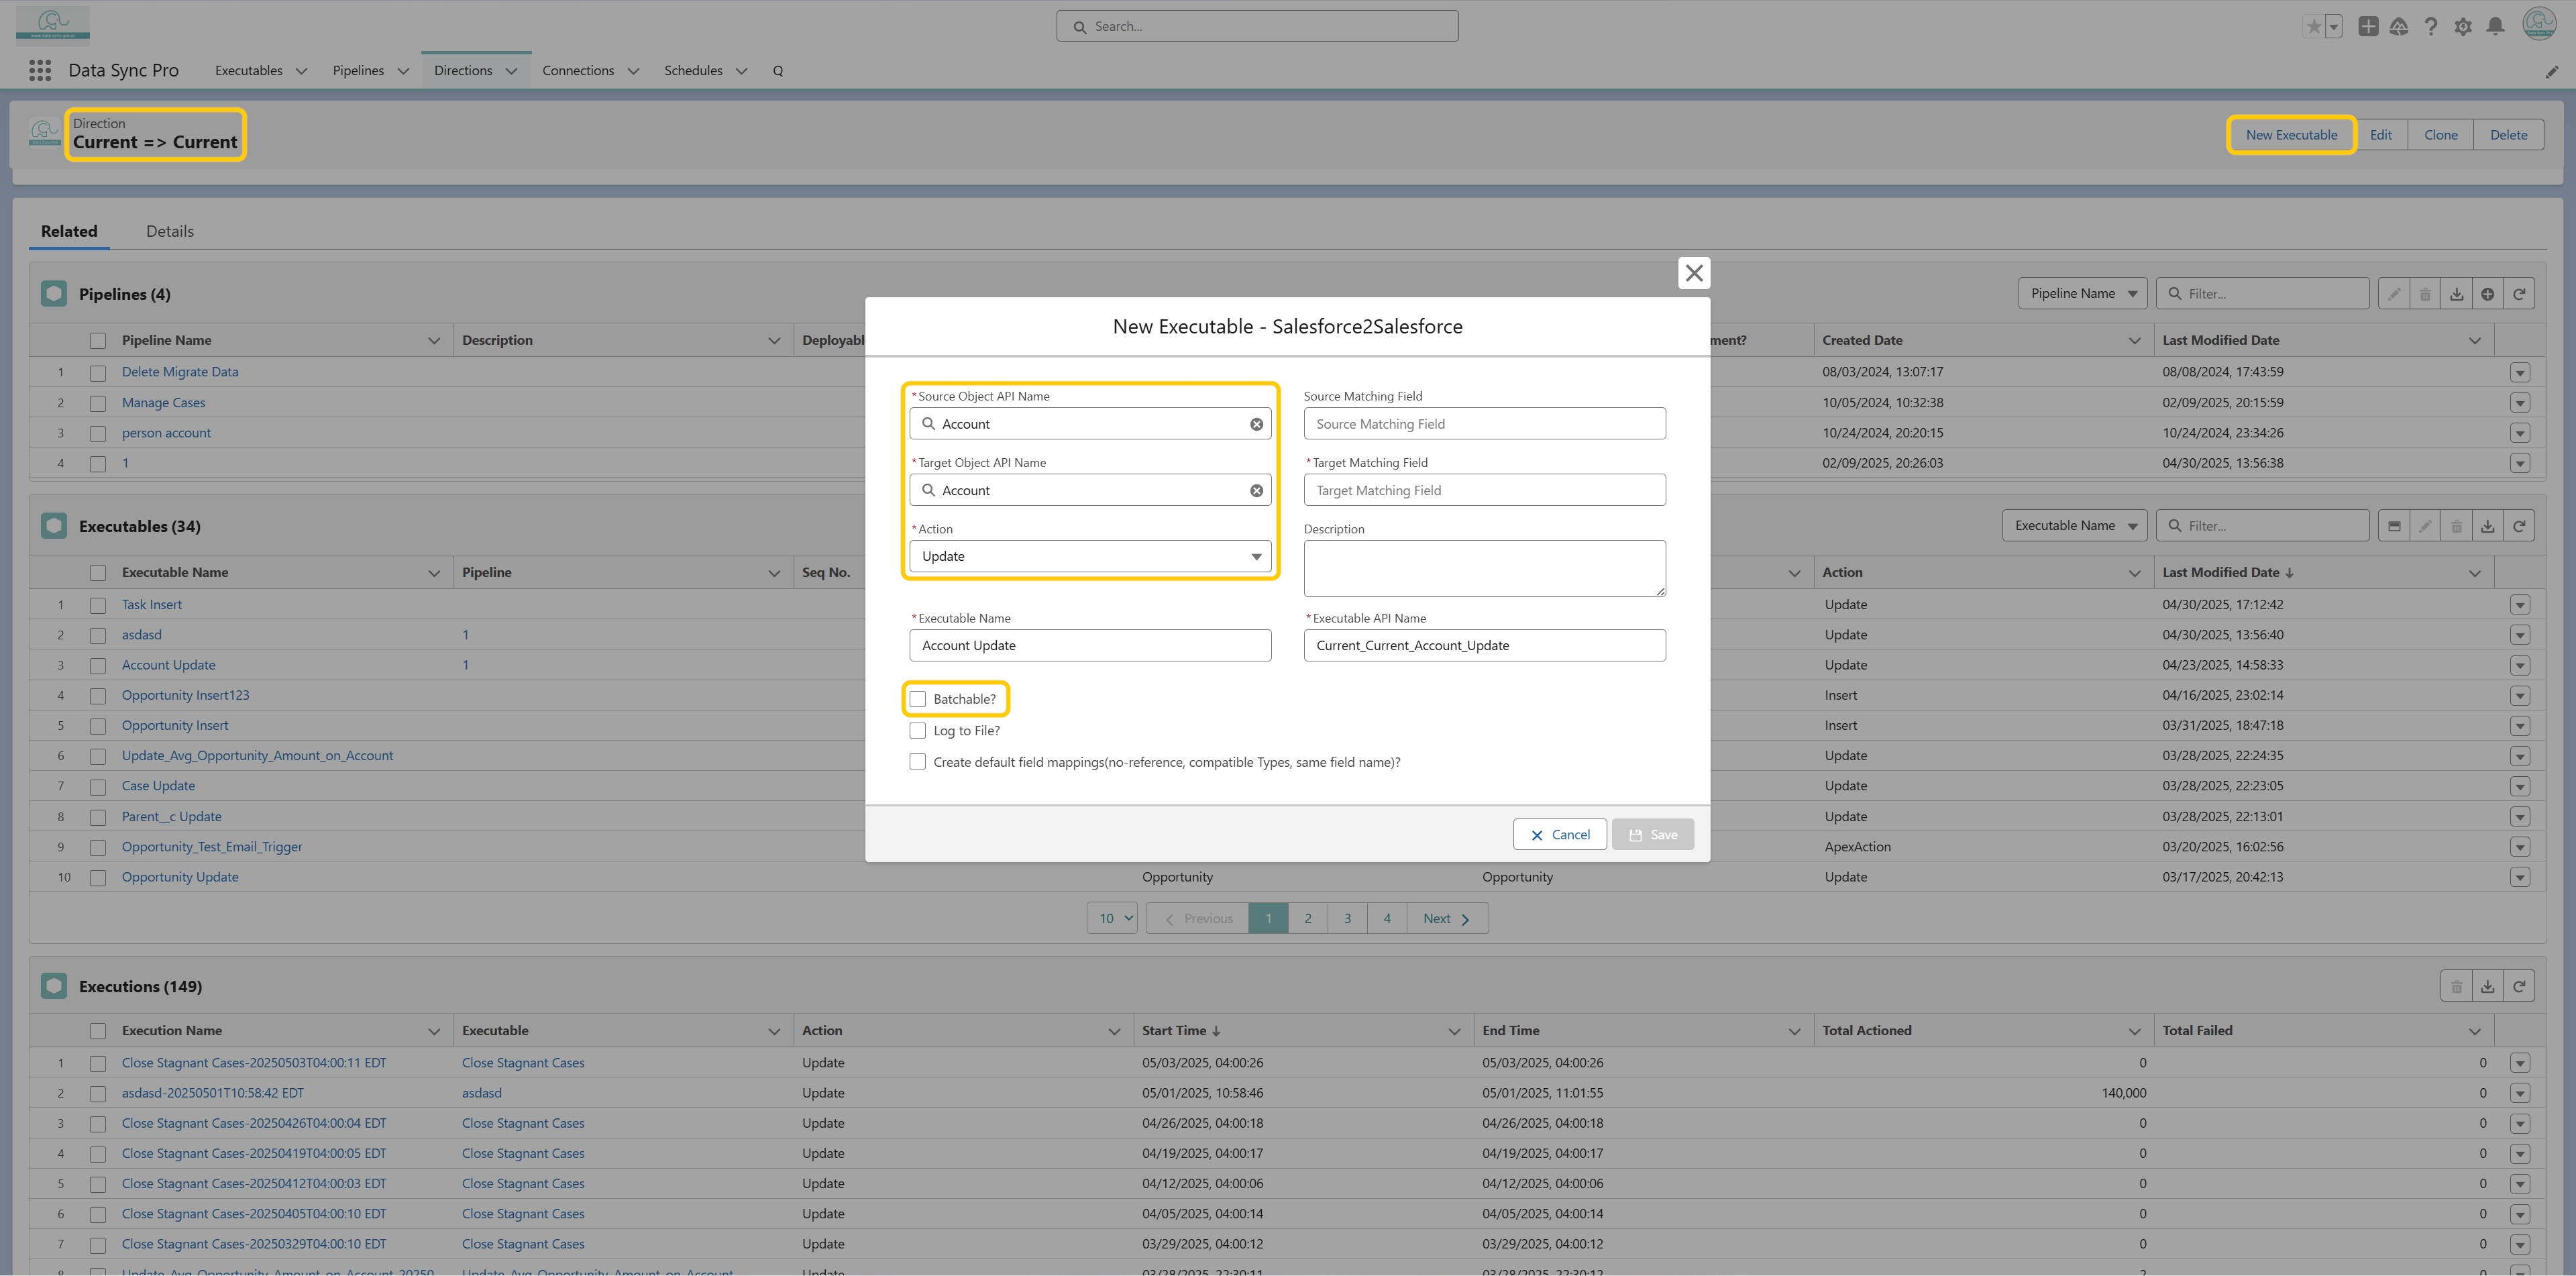 Search...
Data Sync Pro
Executables
Pipelines
Directions
Connections
Schedules
Q
Direction
Current => Current
New Executable
Edit
Clone
Delete
Related
Details
Pipelines (4)
Pipeline Name
Filter...
Pipeline Name
Description
Deployabl
ment?
Created Date
Last Modified Date
1 Delete Migrate Data 08/03/2024, 13:07:17 08/08/2024, 17:43:59
2 Manage Cases 10/05/2024, 10:32:38 02/09/2025, 20:15:59
3 person account 10/24/2024, 20:20:15 10/24/2024, 23:34:26
4 1 02/09/2025, 20:26:03 04/30/2025, 13:56:38
Executables (34)
Executable Name
Filter...
Executable Name Pipeline Seq No. Action Last Modified Date
1 Task Insert Update 04/30/2025, 17:12:42
2 asdasd 1 Update 04/30/2025, 13:56:40
3 Account Update 1 Update 04/23/2025, 14:58:33
4 Opportunity Insert123 Insert 04/16/2025, 23:02:14
5 Opportunity Insert Insert 03/31/2025, 18:47:18
6 Update_Avg_Opportunity_Amount_on_Account Update 03/28/2025, 22:24:35
7 Case Update Update 03/28/2025, 22:23:05
8 Parent__c Update Update 03/28/2025, 22:13:01
9 Opportunity_Test_Email_Trigger ApexAction 03/20/2025, 16:02:56
10 Opportunity Update Opportunity Opportunity Update 03/17/2025, 20:42:13
10 Previous 1 2 3 4 Next
New Executable - Salesforce2Salesforce
*Source Object API Name
Account
Source Matching Field
Source Matching Field
*Target Object API Name
Account
*Target Matching Field
Target Matching Field
*Action
Update
Description
*Executable Name
Account Update
*Executable API Name
Current_Current_Account_Update
Batchable?
Log to File?
Create default field mappings(no-reference, compatible Types, same field name)?
Cancel
Save
Executions (149)
Execution Name Executable Action Start Time End Time Total Actioned Total Failed
1 Close Stagnant Cases-20250503T04:00:11 EDT Close Stagnant Cases Update 05/03/2025, 04:00:26 05/03/2025, 04:00:26 0 0
2 asdasd-20250501T10:58:42 EDT asdasd Update 05/01/2025, 10:58:46 05/01/2025, 11:01:55 140,000 0
3 Close Stagnant Cases-20250426T04:00:04 EDT Close Stagnant Cases Update 04/26/2025, 04:00:18 04/26/2025, 04:00:18 0 0
4 Close Stagnant Cases-20250419T04:00:05 EDT Close Stagnant Cases Update 04/19/2025, 04:00:17 04/19/2025, 04:00:17 0 0
5 Close Stagnant Cases-20250412T04:00:03 EDT Close Stagnant Cases Update 04/12/2025, 04:00:06 04/12/2025, 04:00:06 0 0
6 Close Stagnant Cases-20250405T04:00:10 EDT Close Stagnant Cases Update 04/05/2025, 04:00:14 04/05/2025, 04:00:14 0 0
7 Close Stagnant Cases-20250329T04:00:10 EDT Close Stagnant Cases Update 03/29/2025, 04:00:12 03/29/2025, 04:00:12 0 0